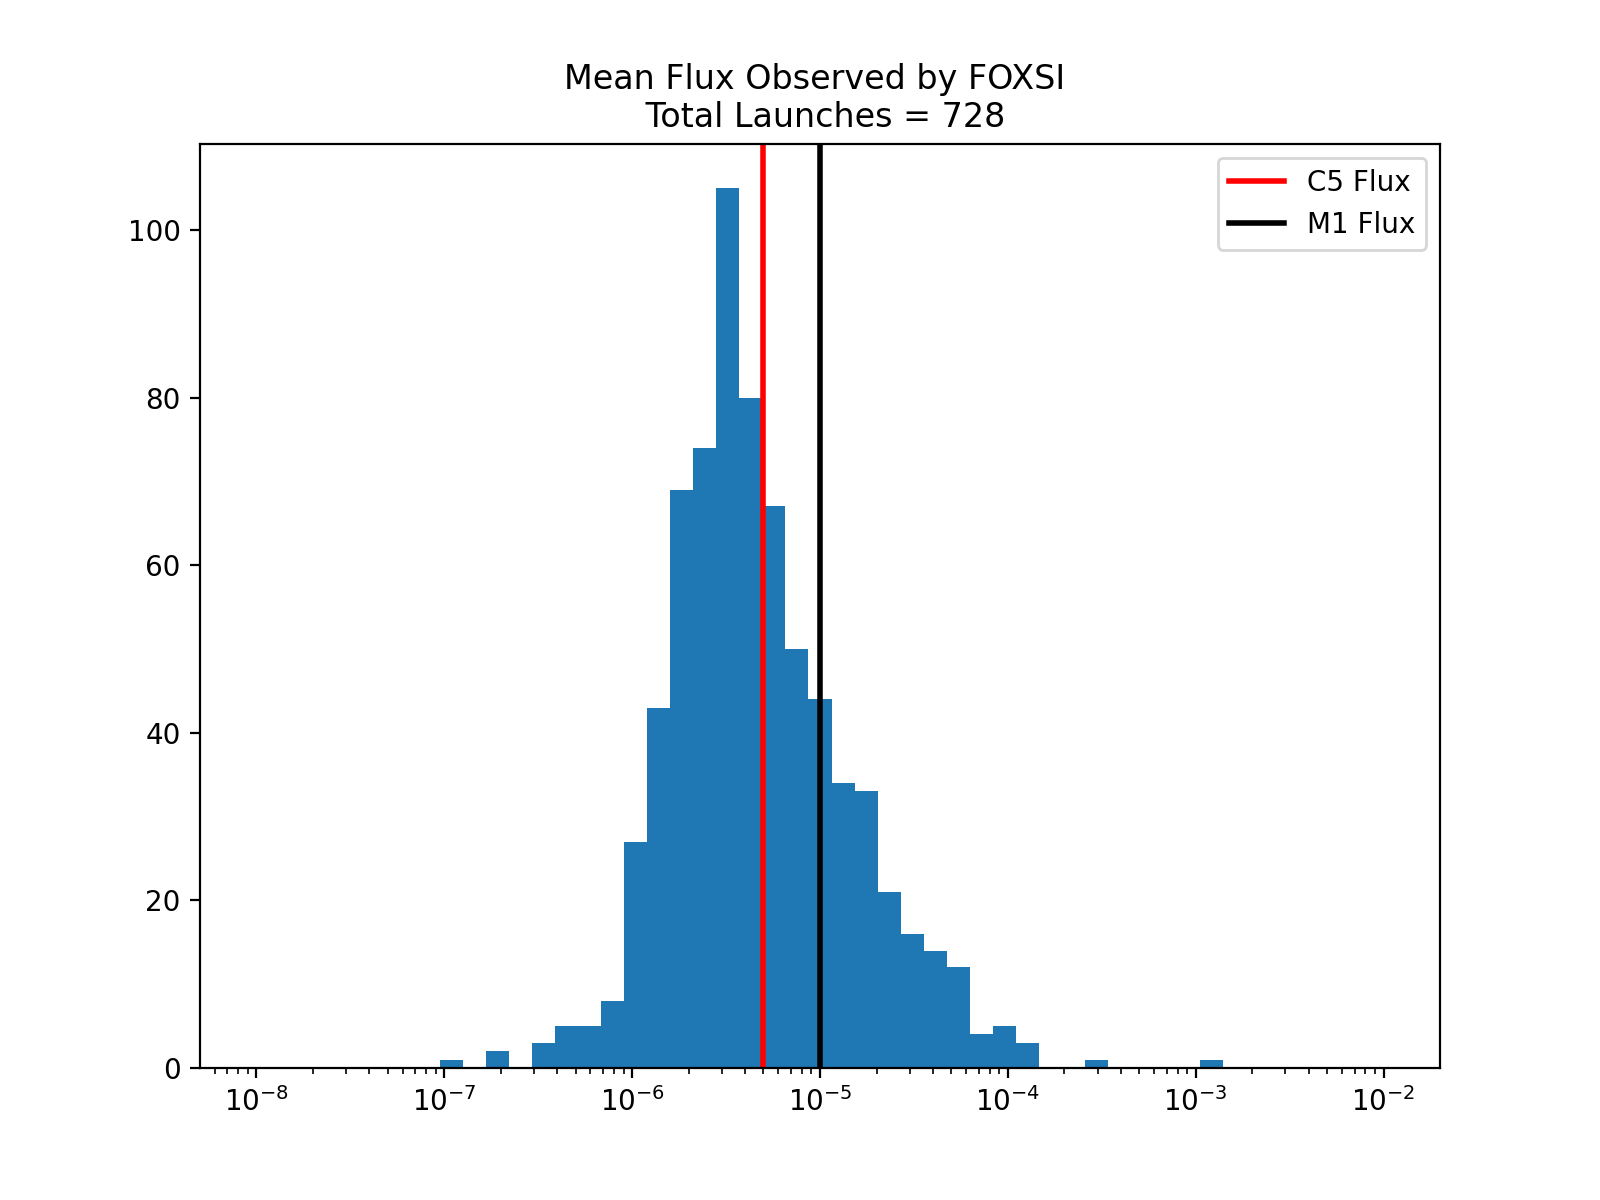 Mean Flux Observed by FOXSI
Total Launches = 728
C5 Flux
M1 Flux
100
80
60
40
20
0
10⁻⁸ 10⁻⁷ 10⁻⁶ 10⁻⁵ 10⁻⁴ 10⁻³ 10⁻²